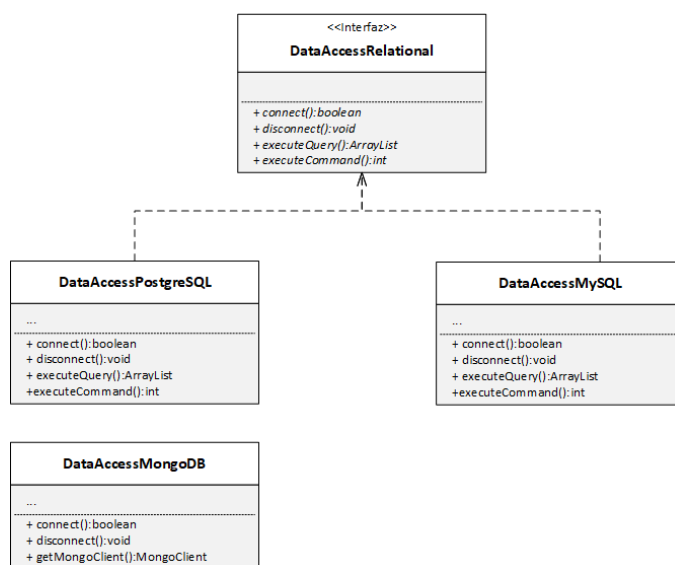 <<Interfaz>>
DataAccessRelational
+ connect():boolean
+ disconnect():void
+ executeQuery():ArrayList
+ executeCommand():int
DataAccessPostgreSQL
...
+ connect():boolean
+ disconnect():void
+ executeQuery():ArrayList
+executeCommand():int
DataAccessMySQL
...
+ connect():boolean
+ disconnect():void
+ executeQuery():ArrayList
+executeCommand():int
DataAccessMongoDB
...
+ connect():boolean
+ disconnect():void
+ getMongoClient():MongoClient